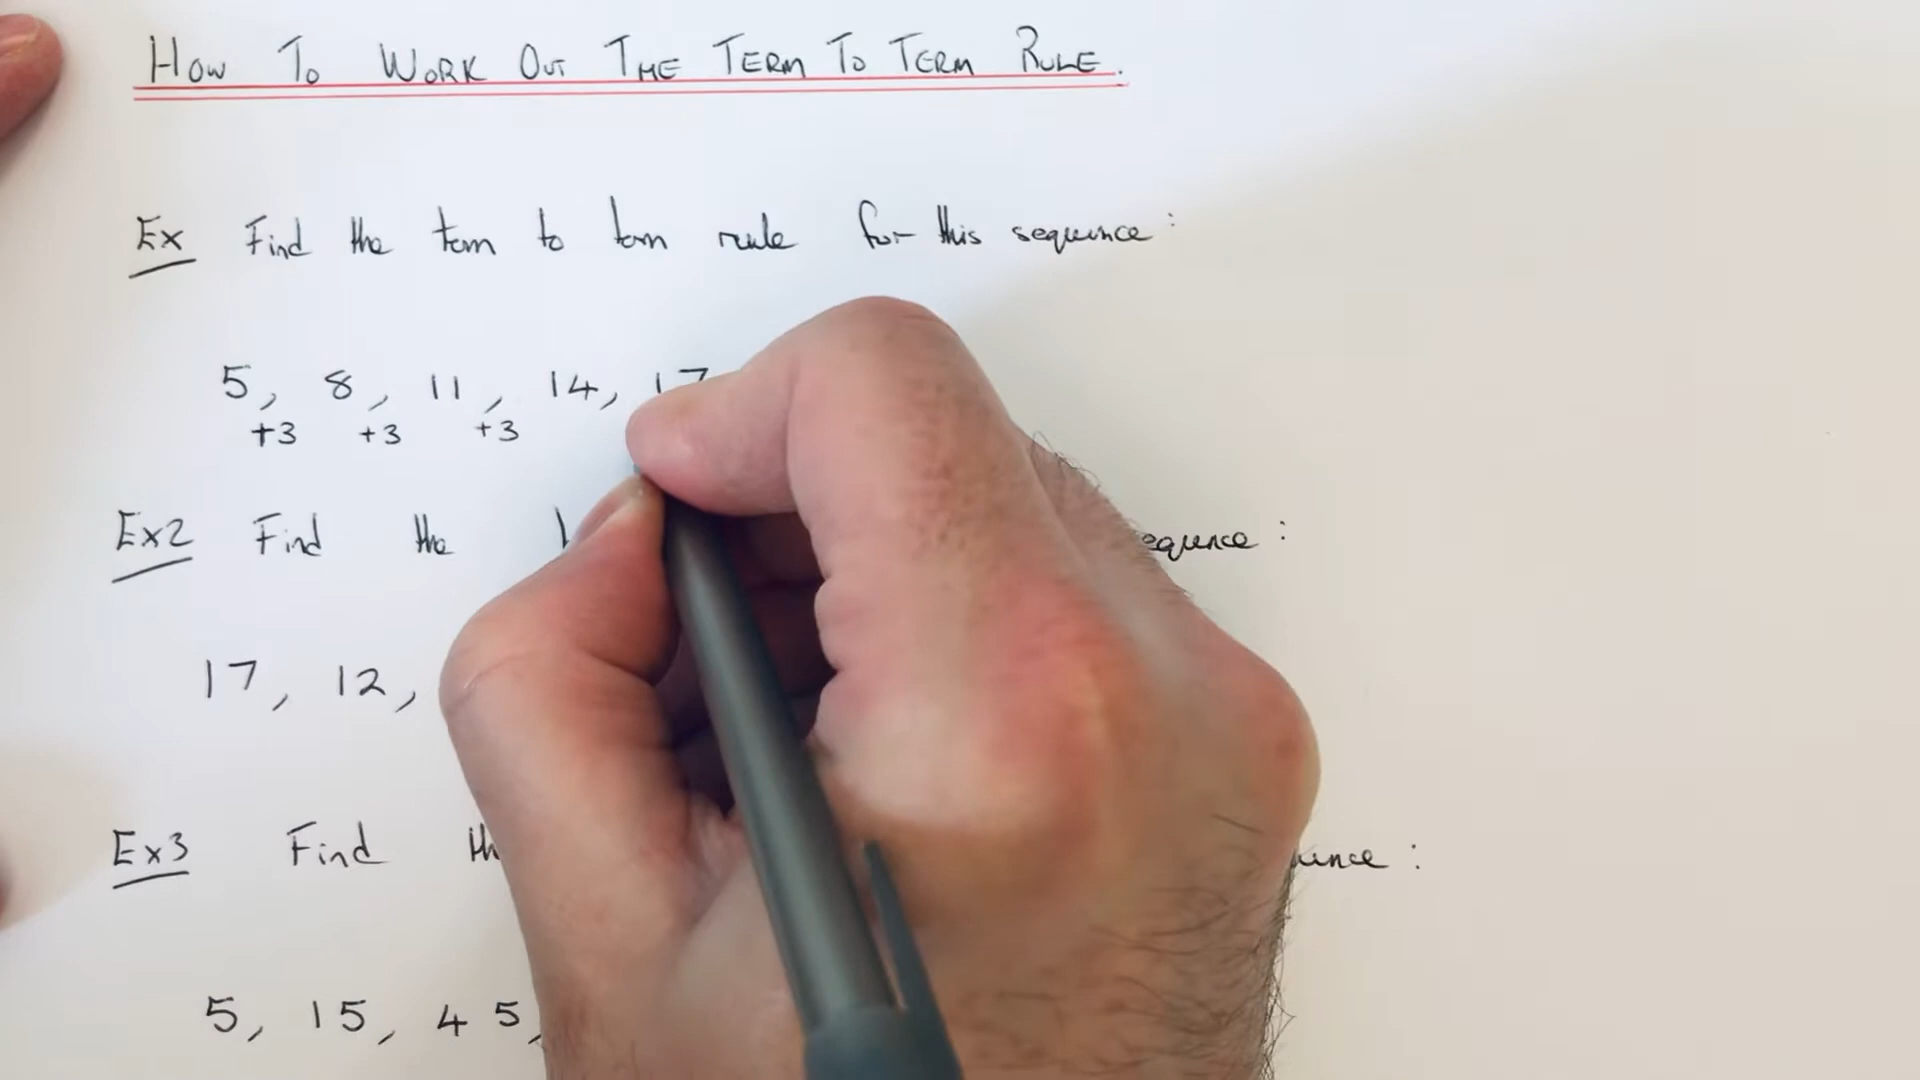 How To Work Out The Term To Term Rule.
Ex Find the term to term rule for this sequence:
5, 8, 11, 14, 17
+3 +3 +3
Ex2 Find the sequence:
17, 12,
Ex3 Find
5, 15, 45,